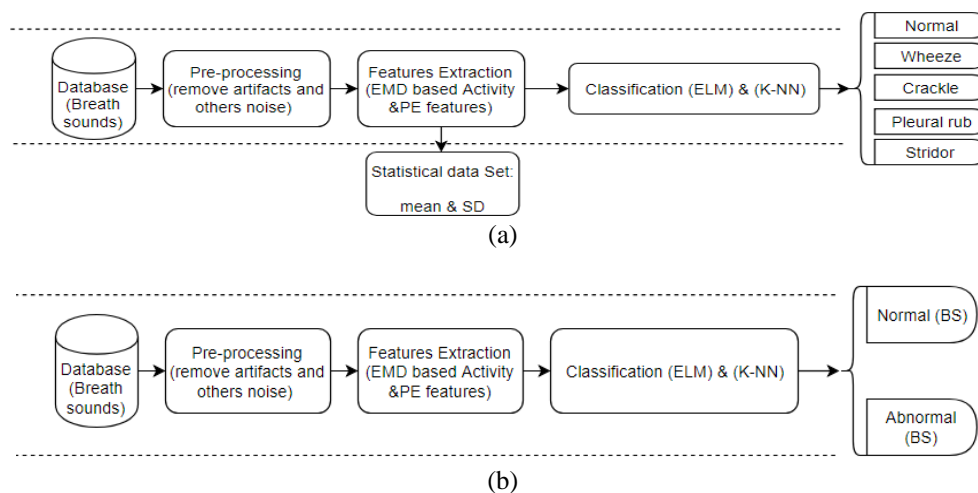 Database
(Breath
sounds)
Pre-processing
(remove artifacts and
others noise)
Features Extraction
(EMD based Activity
&PE features)
Classification (ELM) & (K-NN)
Normal
Wheeze
Crackle
Pleural rub
Stridor
Statistical data Set:
mean & SD
(a)
Database
(Breath
sounds)
Pre-processing
(remove artifacts and
others noise)
Features Extraction
(EMD based Activity
&PE features)
Classification (ELM) & (K-NN)
Normal (BS)
Abnormal
(BS)
(b)